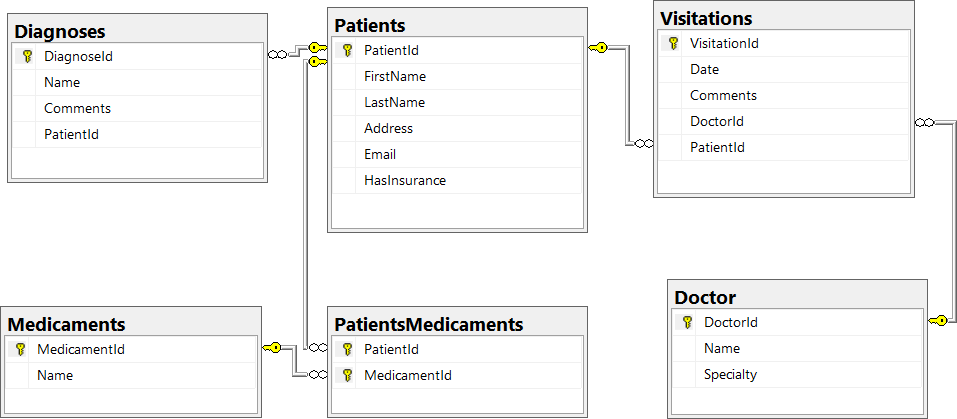 Diagnoses
DiagnoseId
Name
Comments
PatientId
Patients
PatientId
FirstName
LastName
Address
Email
HasInsurance
Visitations
VisitationId
Date
Comments
DoctorId
PatientId
Medicaments
MedicamentId
Name
PatientsMedicaments
PatientId
MedicamentId
Doctor
DoctorId
Name
Specialty